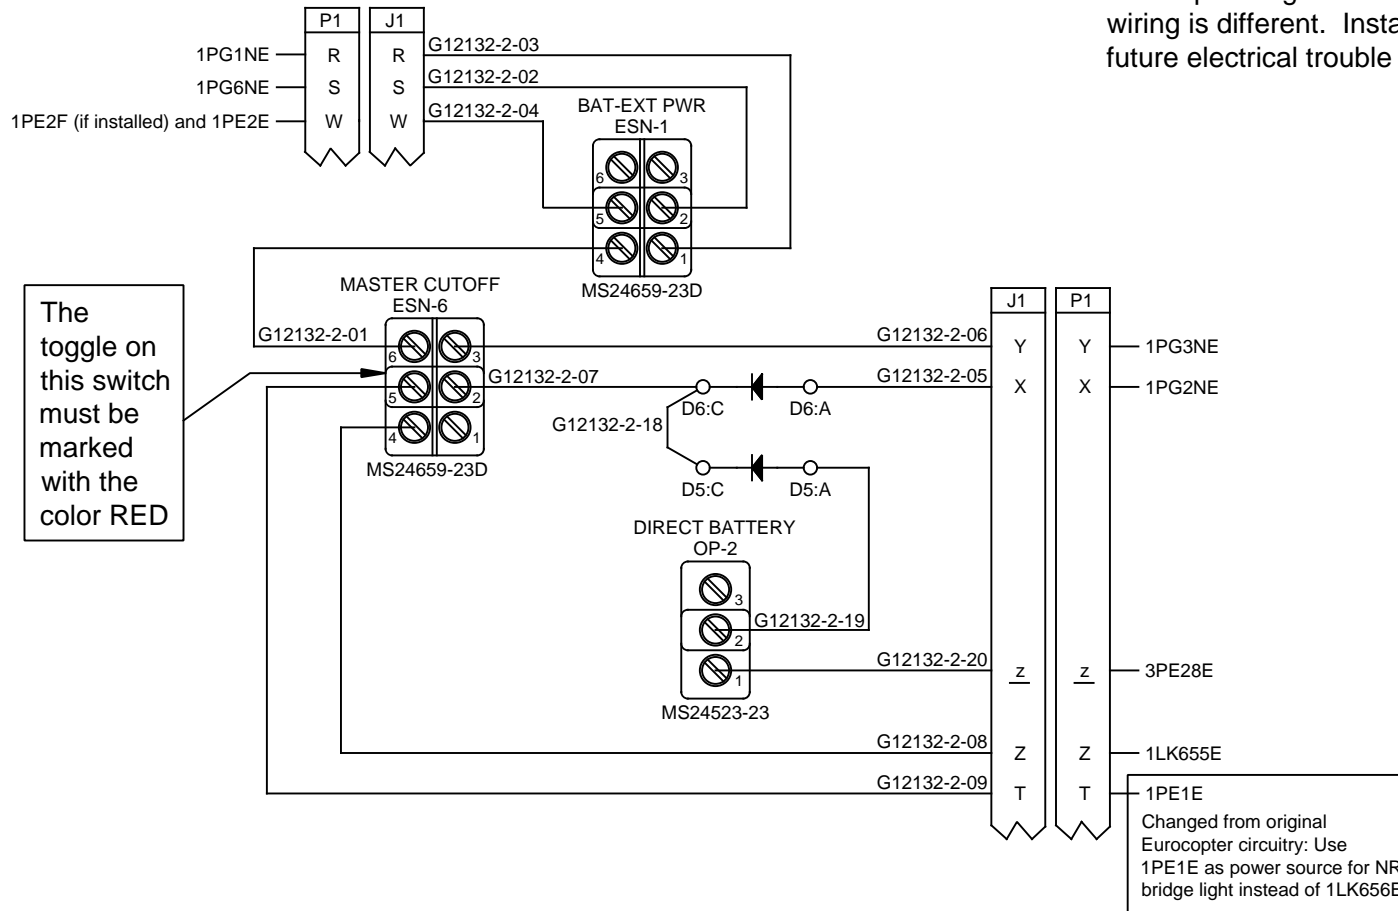 wiring is different. Insta
future electrical trouble
P1
J1
1PG1NE
R
R
G12132-2-03
1PG6NE
S
S
G12132-2-02
1PE2F (if installed) and 1PE2E
W
W
G12132-2-04
BAT-EXT PWR
ESN-1
6
3
5
2
4
1
MS24659-23D
MASTER CUTOFF
ESN-6
G12132-2-01
6
3
5
2
4
1
MS24659-23D
The
toggle on
this switch
must be
marked
with the
color RED
G12132-2-07
G12132-2-18
D6:C
D6:A
D5:C
D5:A
DIRECT BATTERY
OP-2
3
2
1
G12132-2-19
MS24523-23
J1
P1
G12132-2-06
Y
Y
1PG3NE
G12132-2-05
X
X
1PG2NE
G12132-2-20
z
z
3PE28E
G12132-2-08
Z
Z
1LK655E
G12132-2-09
T
T
1PE1E
Changed from original
Eurocopter circuitry: Use
1PE1E as power source for NR
bridge light instead of 1LK656E